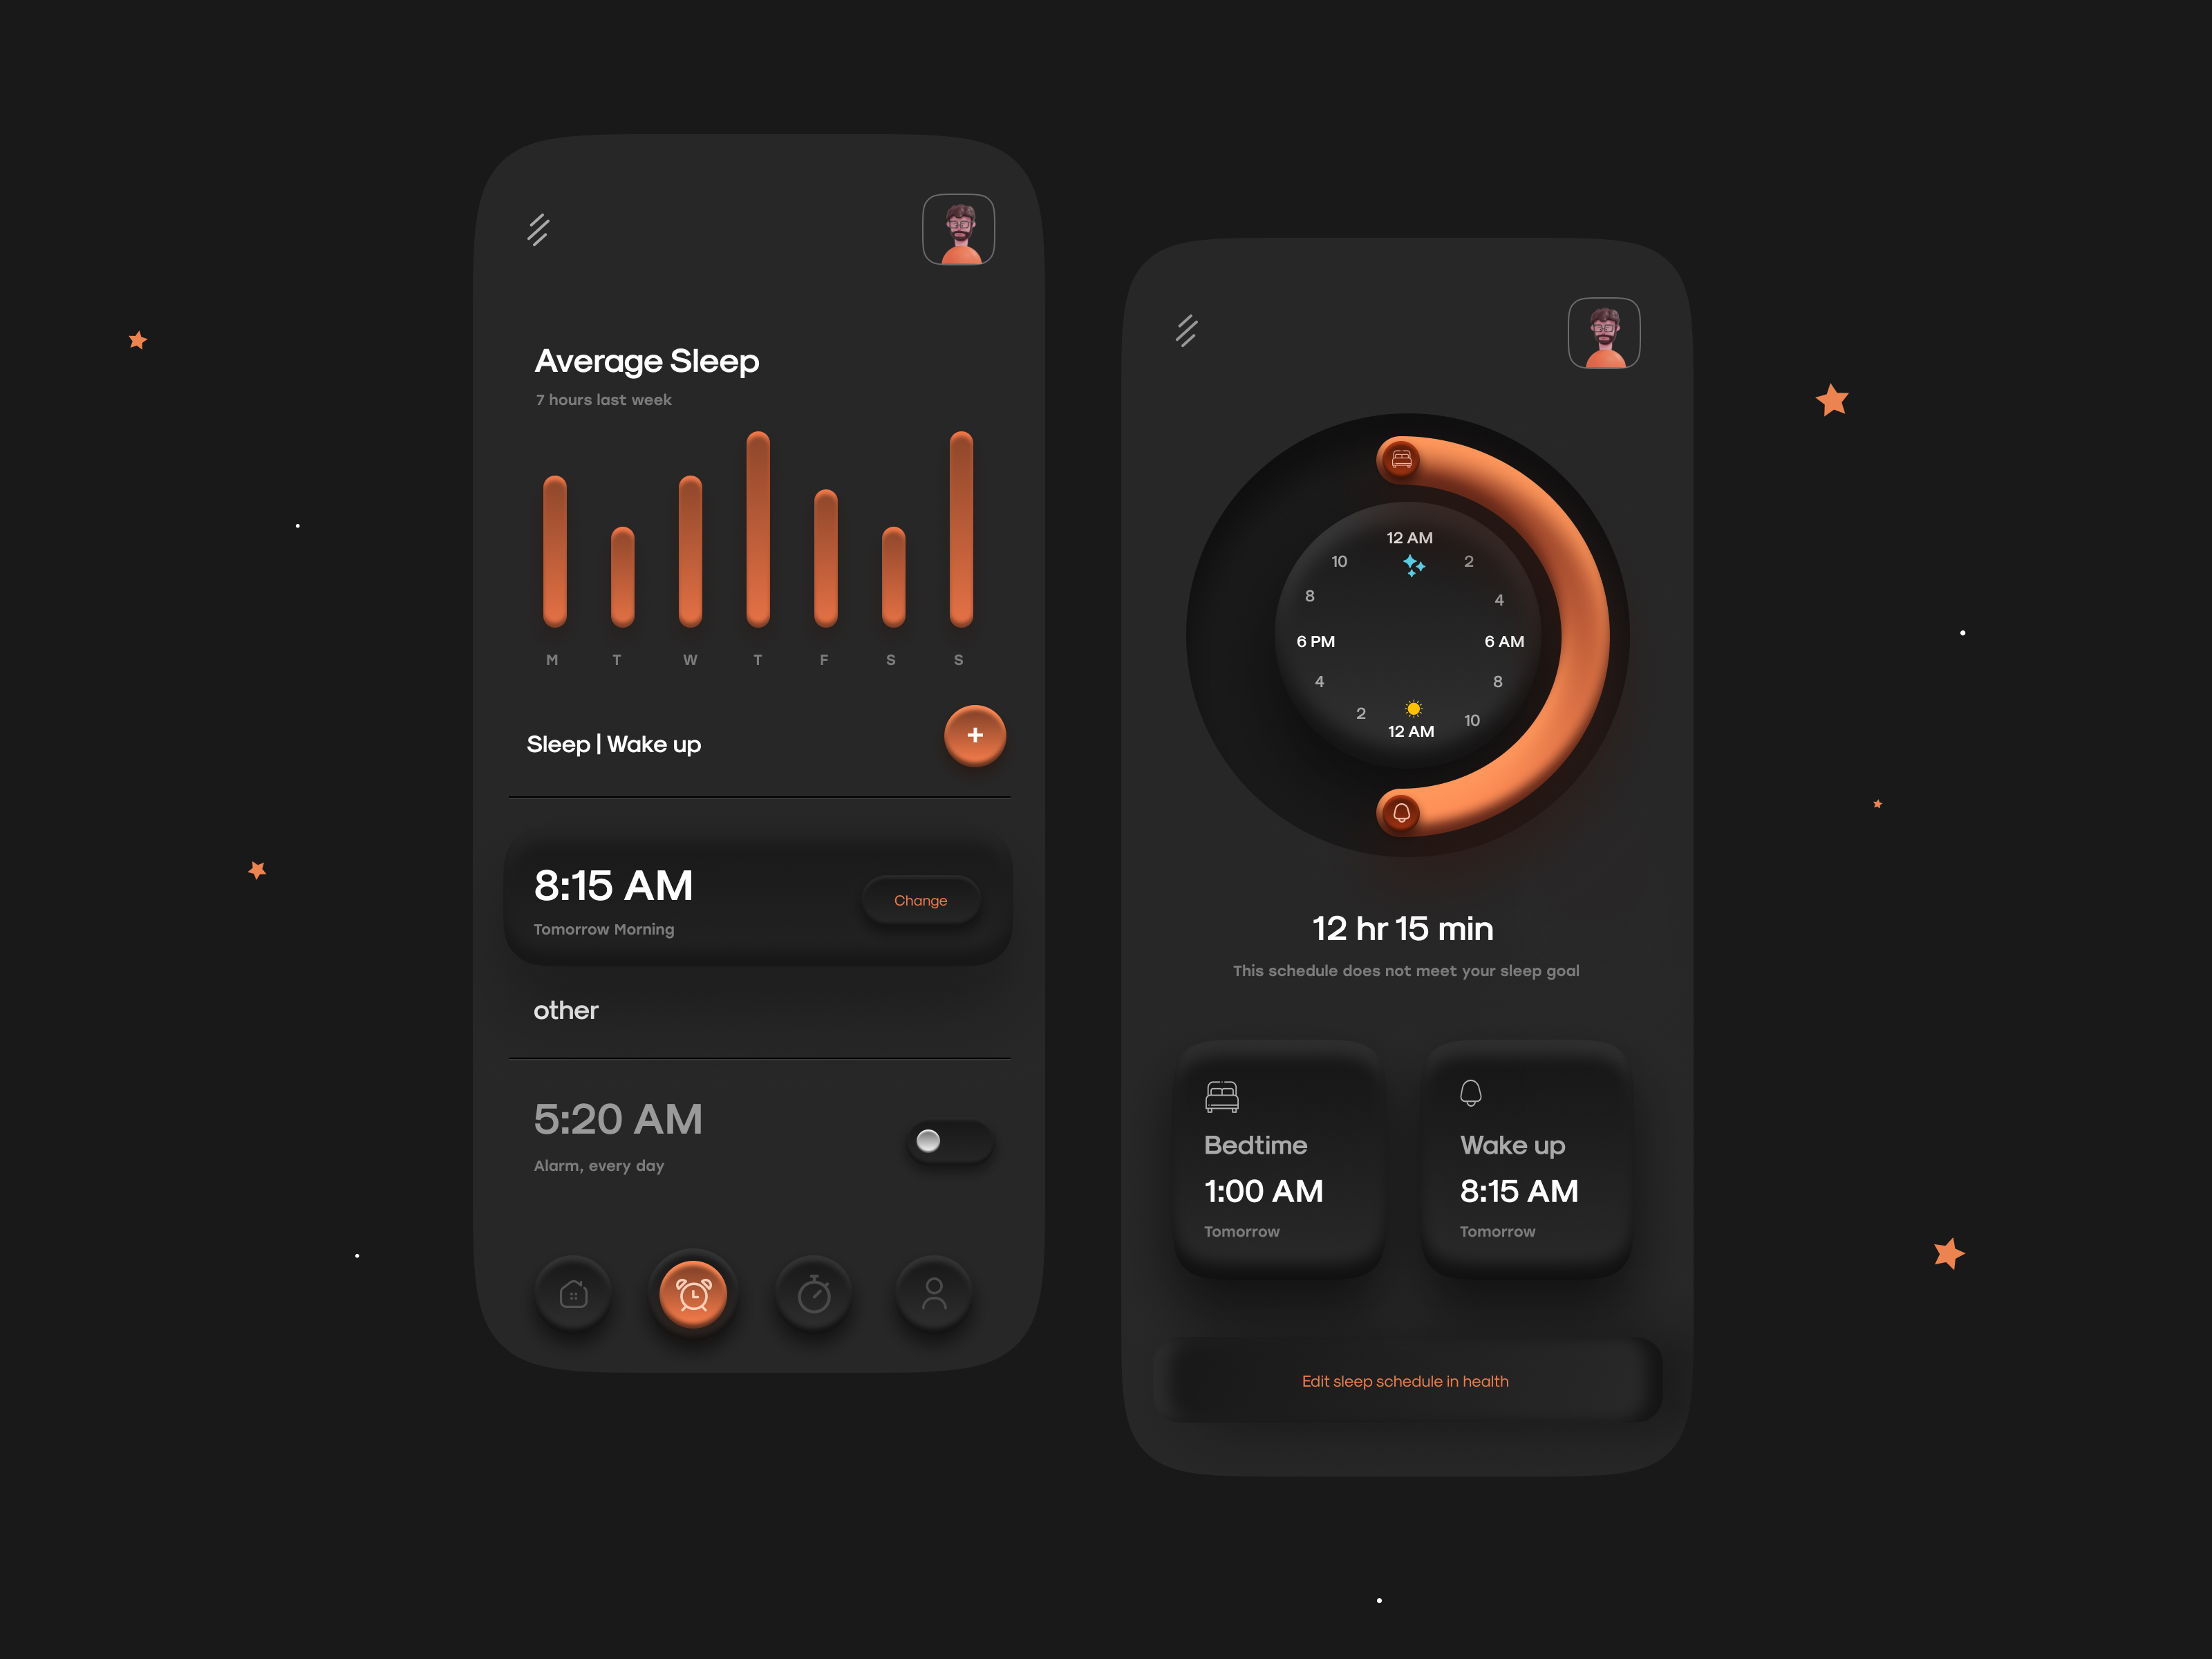 Average Sleep
7 hours last week
M T W T F S S
Sleep | Wake up
+
8:15 AM
Change
Tomorrow Morning
other
5:20 AM
Alarm, every day
12 AM
10 2
8 4
6 PM 6 AM
4 8
2 10
12 AM
12 hr 15 min
This schedule does not meet your sleep goal
Bedtime
1:00 AM
Tomorrow
Wake up
8:15 AM
Tomorrow
Edit sleep schedule in health